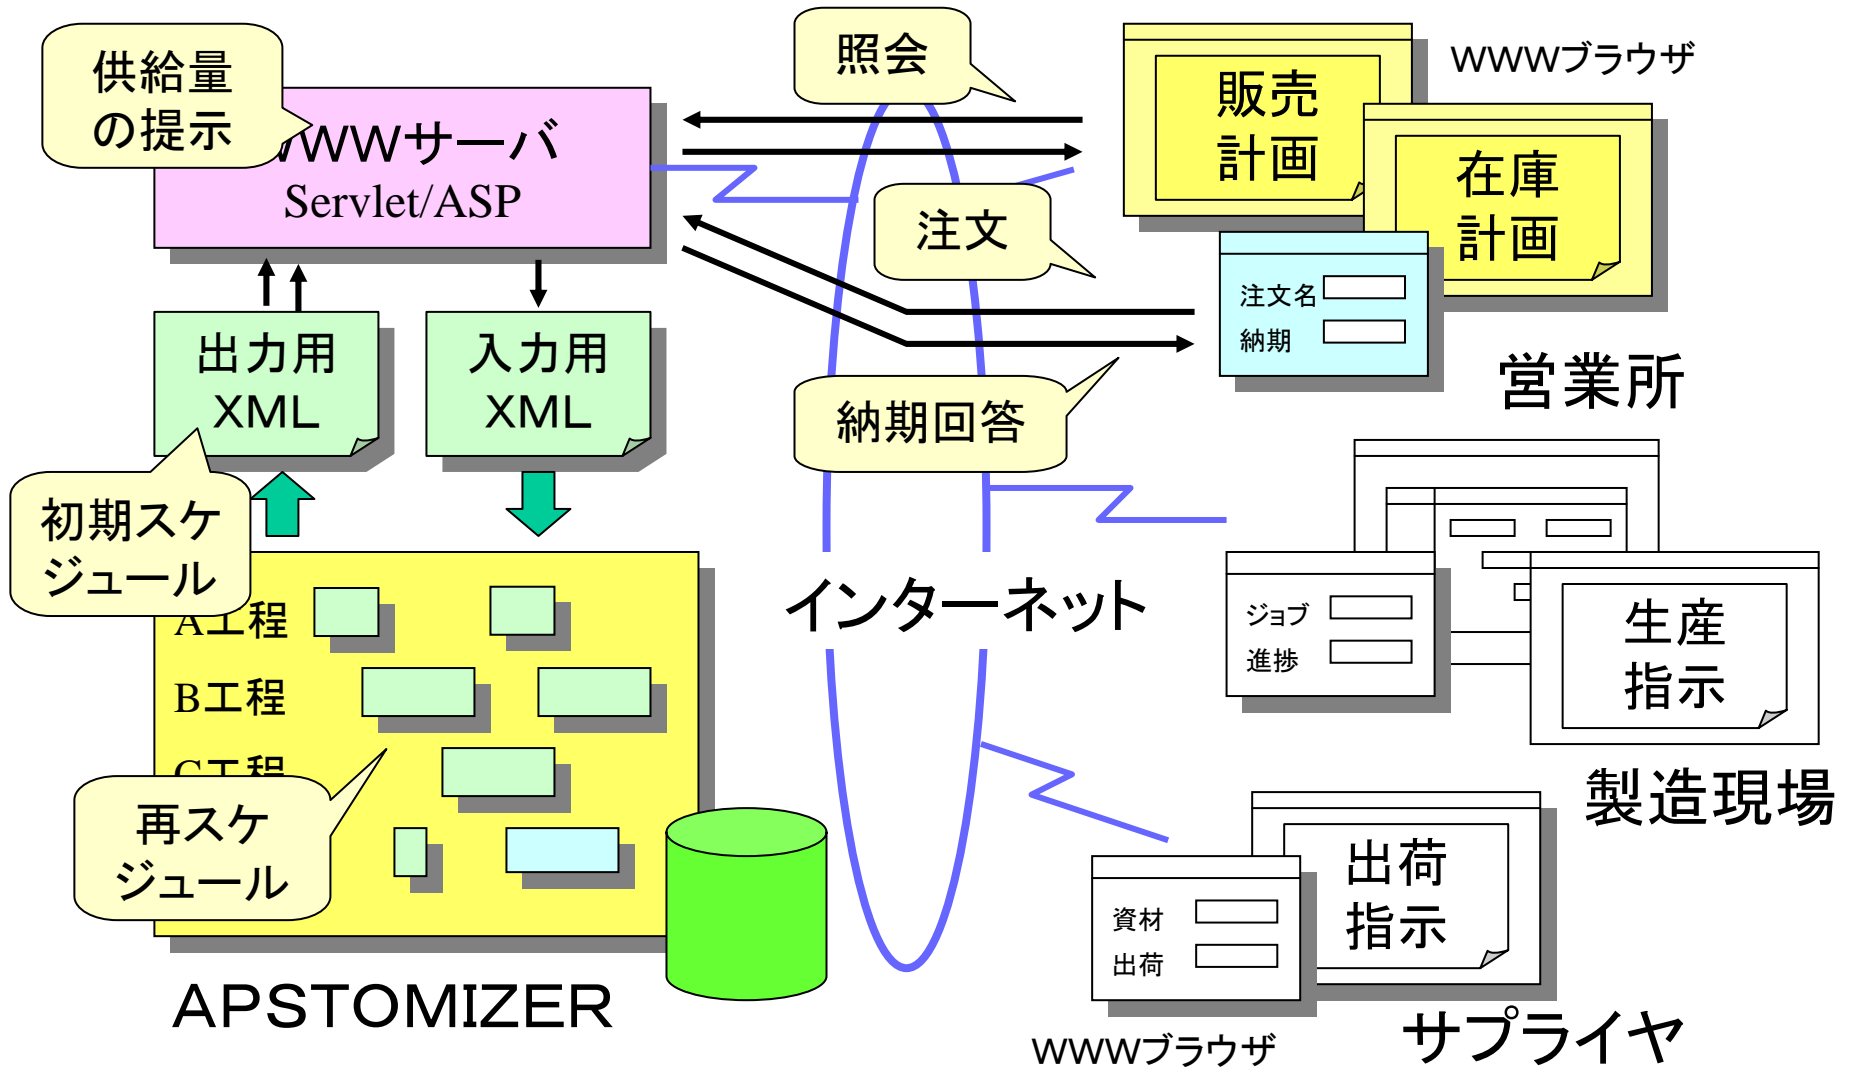 供給量
の提示
WWWサーバ
Servlet/ASP
照会
注文
納期回答
WWWブラウザ
販売
計画
在庫
計画
注文名
納期
営業所
出力用
XML
入力用
XML
初期スケ
ジュール
A工程
B工程
C工程
再スケ
ジュール
APSTOMIZER
インターネット
ジョブ
進捗
生産
指示
製造現場
資材
出荷
出荷
指示
WWWブラウザ
サプライヤ